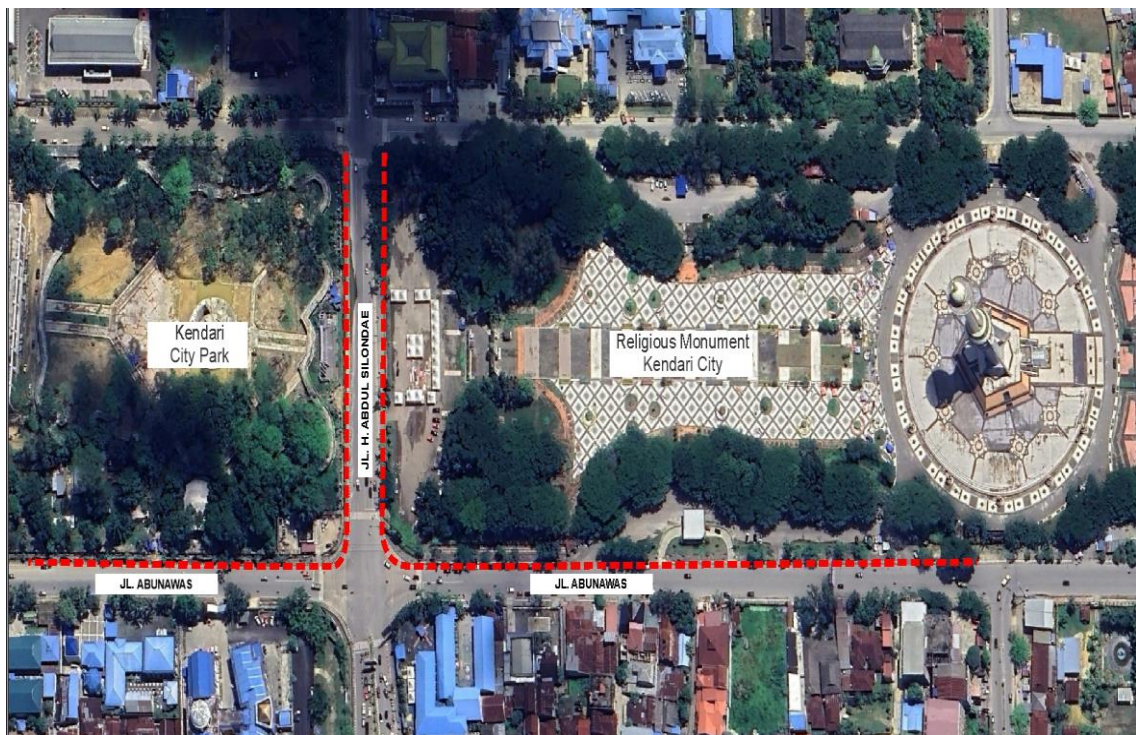 Kendari
City Park
JL. H. ABDUL SILONDAE
Religious Monument
Kendari City
JL. ABUNAWAS
JL. ABUNAWAS